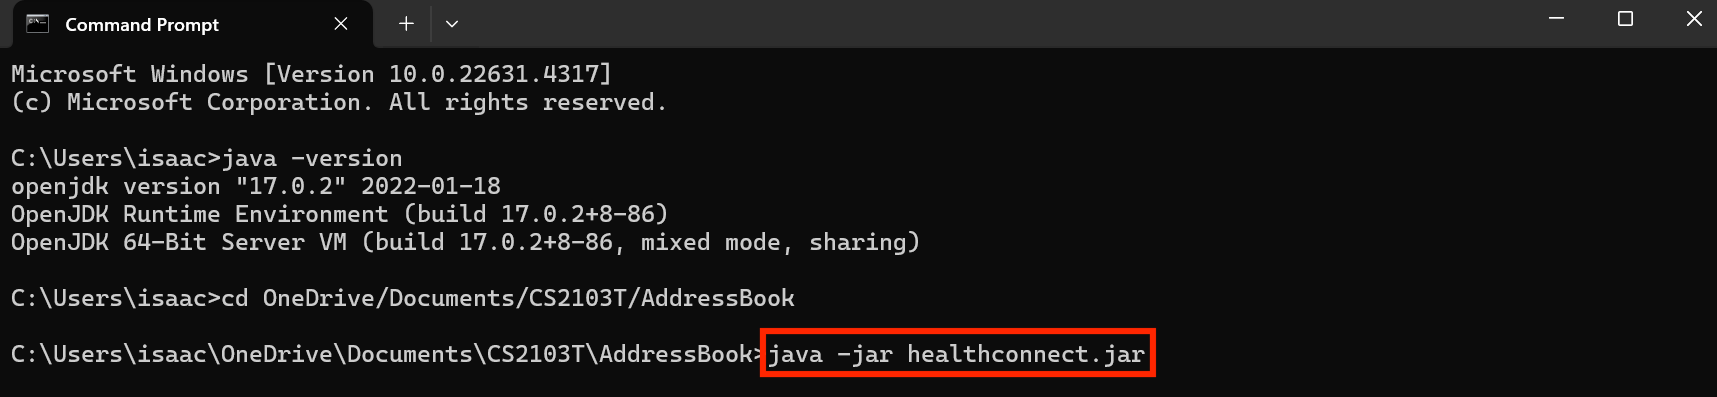 Command Prompt
Microsoft Windows [Version 10.0.22631.4317]
(c) Microsoft Corporation. All rights reserved.
C:\Users\isaac>java -version
openjdk version "17.0.2" 2022-01-18
OpenJDK Runtime Environment (build 17.0.2+8-86)
OpenJDK 64-Bit Server VM (build 17.0.2+8-86, mixed mode, sharing)
C:\Users\isaac>cd OneDrive/Documents/CS2103T/AddressBook
C:\Users\isaac\OneDrive\Documents\CS2103T\AddressBook>java -jar healthconnect.jar